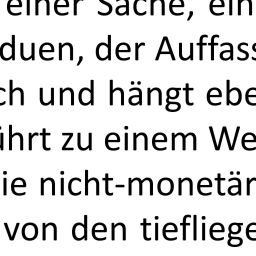 einer Sache, ein
duen, der Auffass
ch und hängt ebe
ührt zu einem We
ie nicht-monetär
von den tiefliege